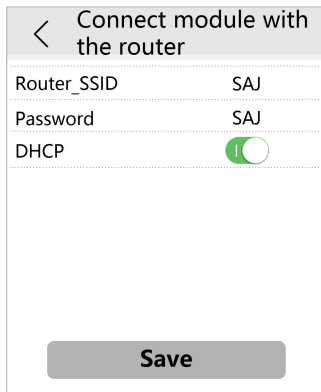 Connect module with
the router
Router_SSID SAJ
Password SAJ
DHCP
Save